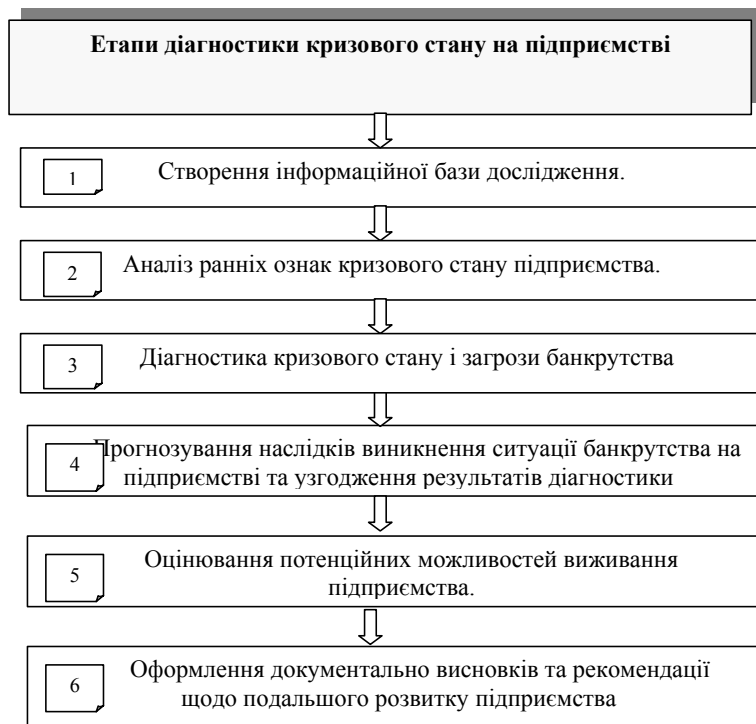 Етапи діагностики кризового стану на підприємстві
1
Створення інформаційної бази дослідження.
2
Аналіз ранніх ознак кризового стану підприємства.
3
Діагностика кризового стану і загрози банкрутства
4
Прогнозування наслідків виникнення ситуації банкрутства на
підприємстві та узгодження результатів діагностики
5
Оцінювання потенційних можливостей виживання
підприємства.
6
Оформлення документально висновків та рекомендації
щодо подальшого розвитку підприємства